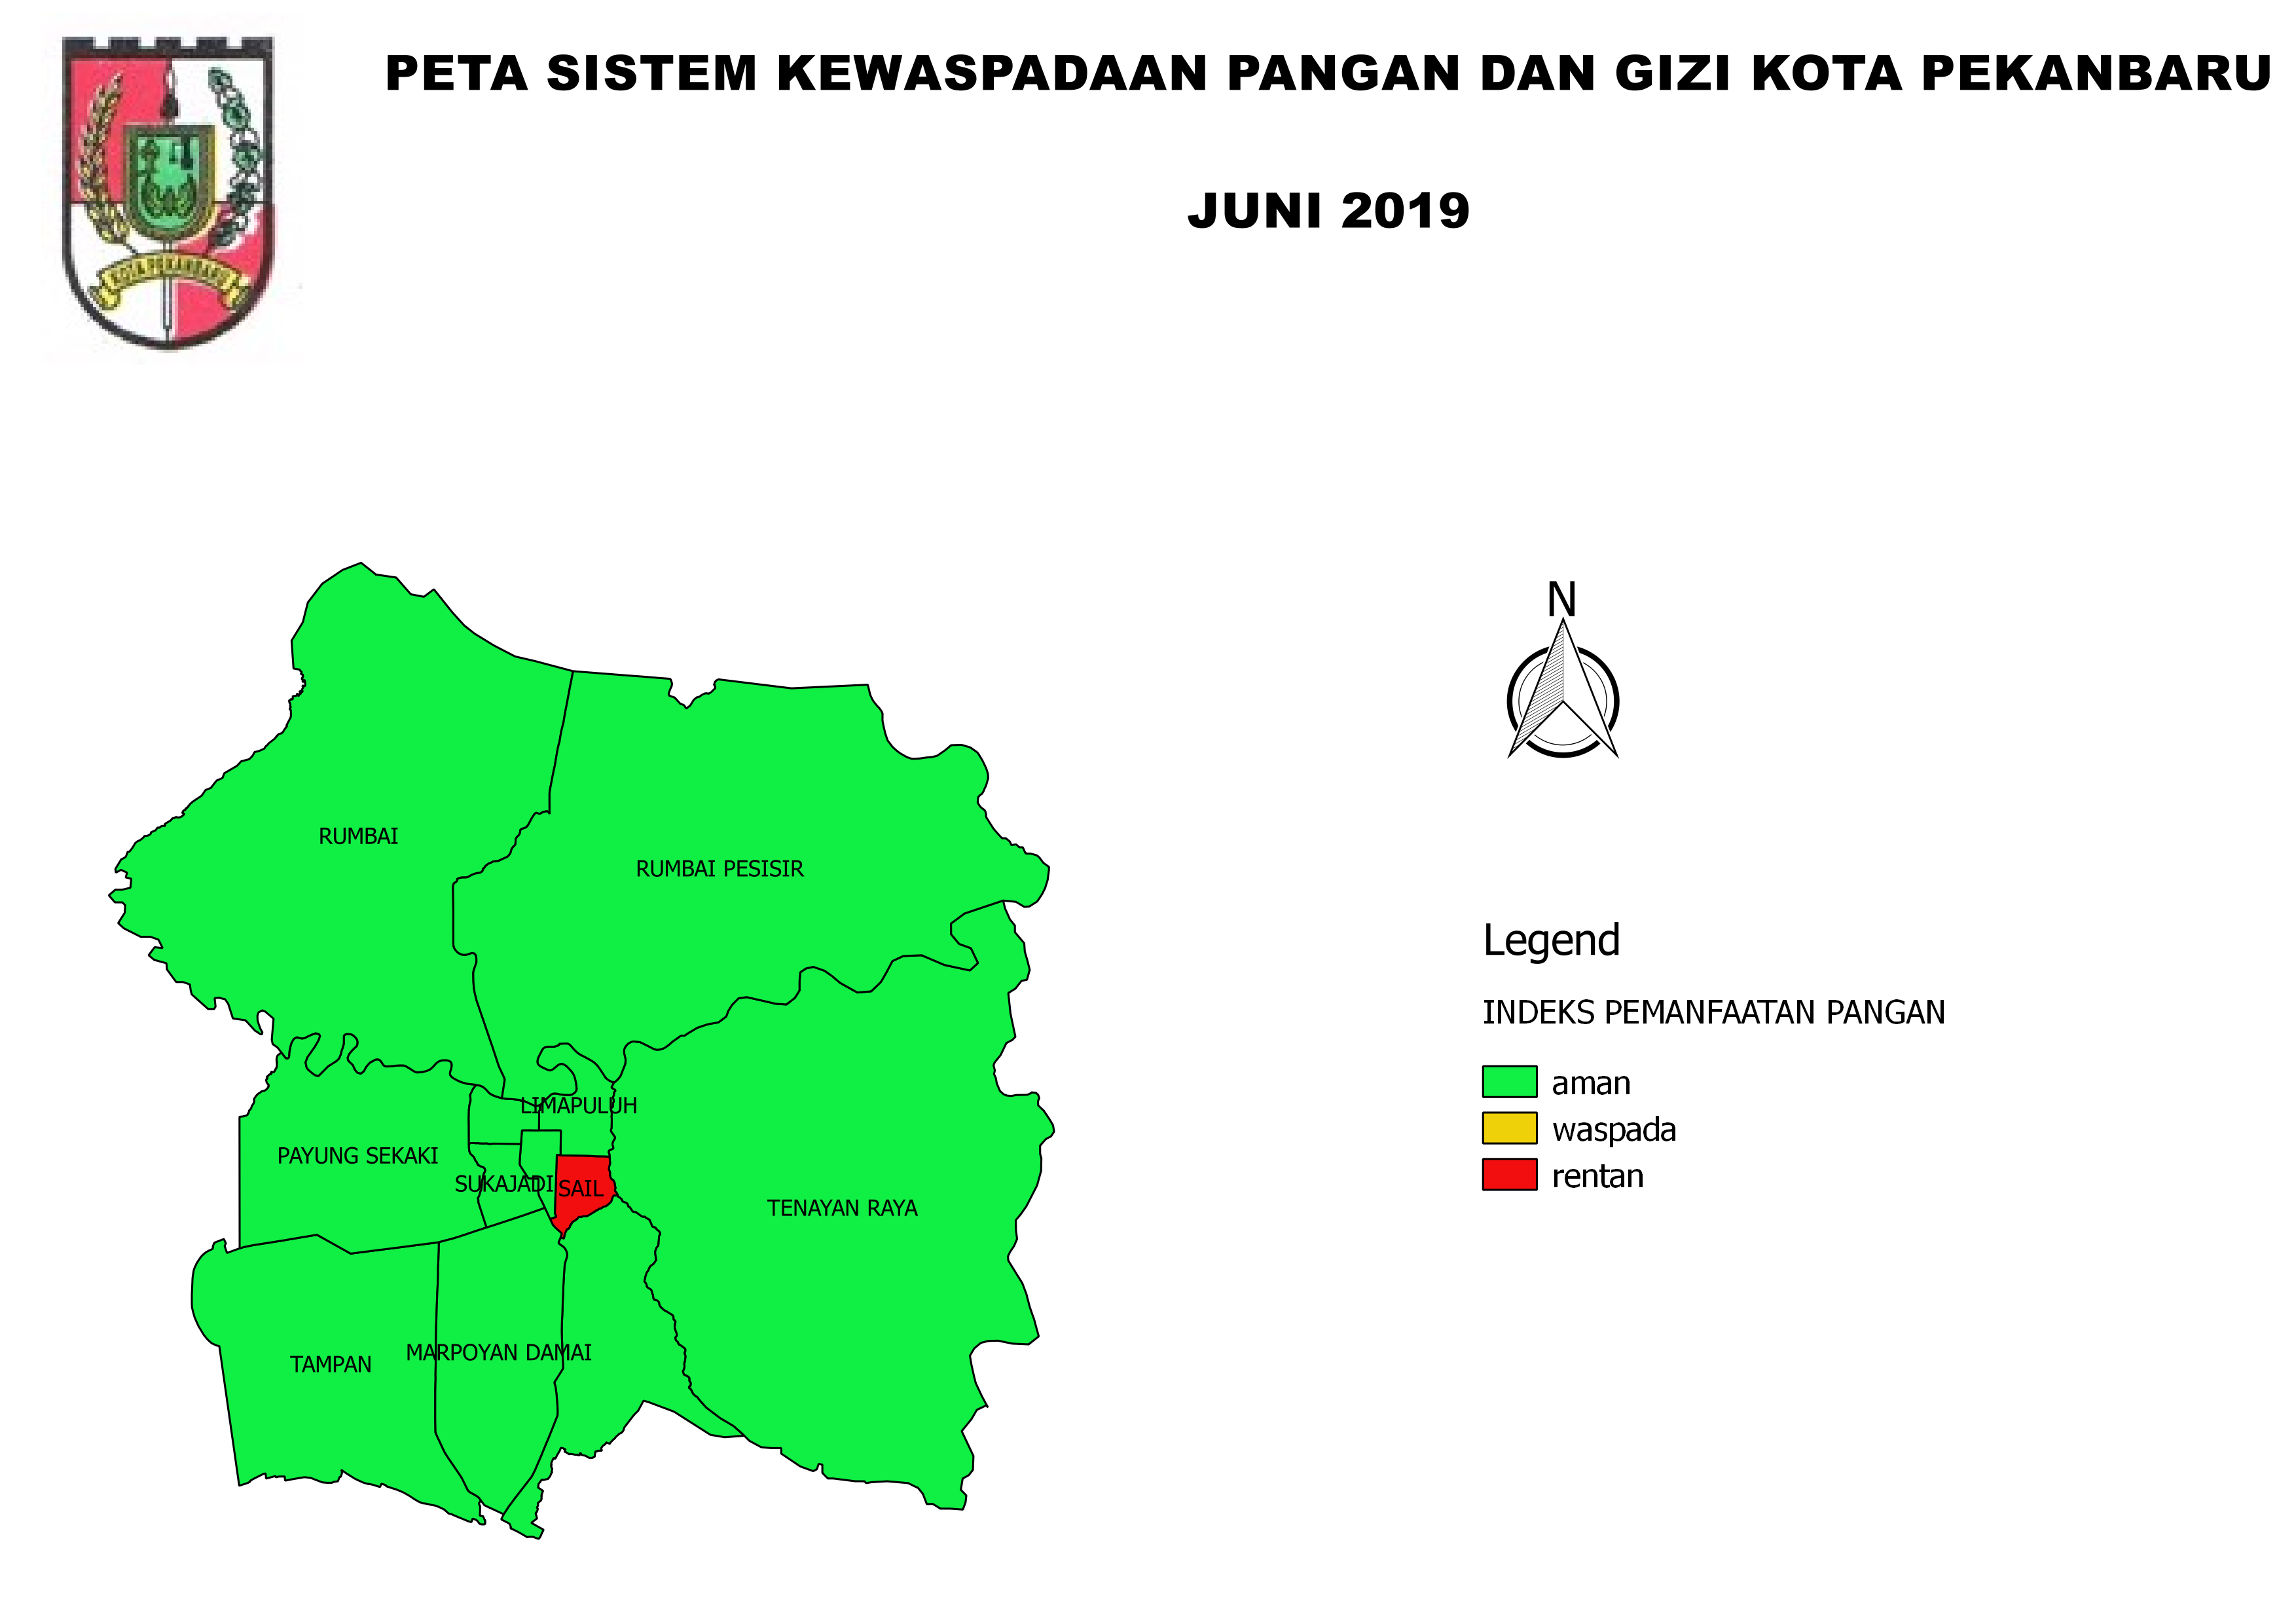 PETA SISTEM KEWASPADAAN PANGAN DAN GIZI KOTA PEKANBARU
JUNI 2019
KOTA PEKANBARU
N
RUMBAI
RUMBAI PESISIR
LIMAPULUH
PAYUNG SEKAKI
SUKAJADI
SAIL
TENAYAN RAYA
MARPOYAN DAMAI
TAMPAN
Legend
INDEKS PEMANFAATAN PANGAN
aman
waspada
rentan